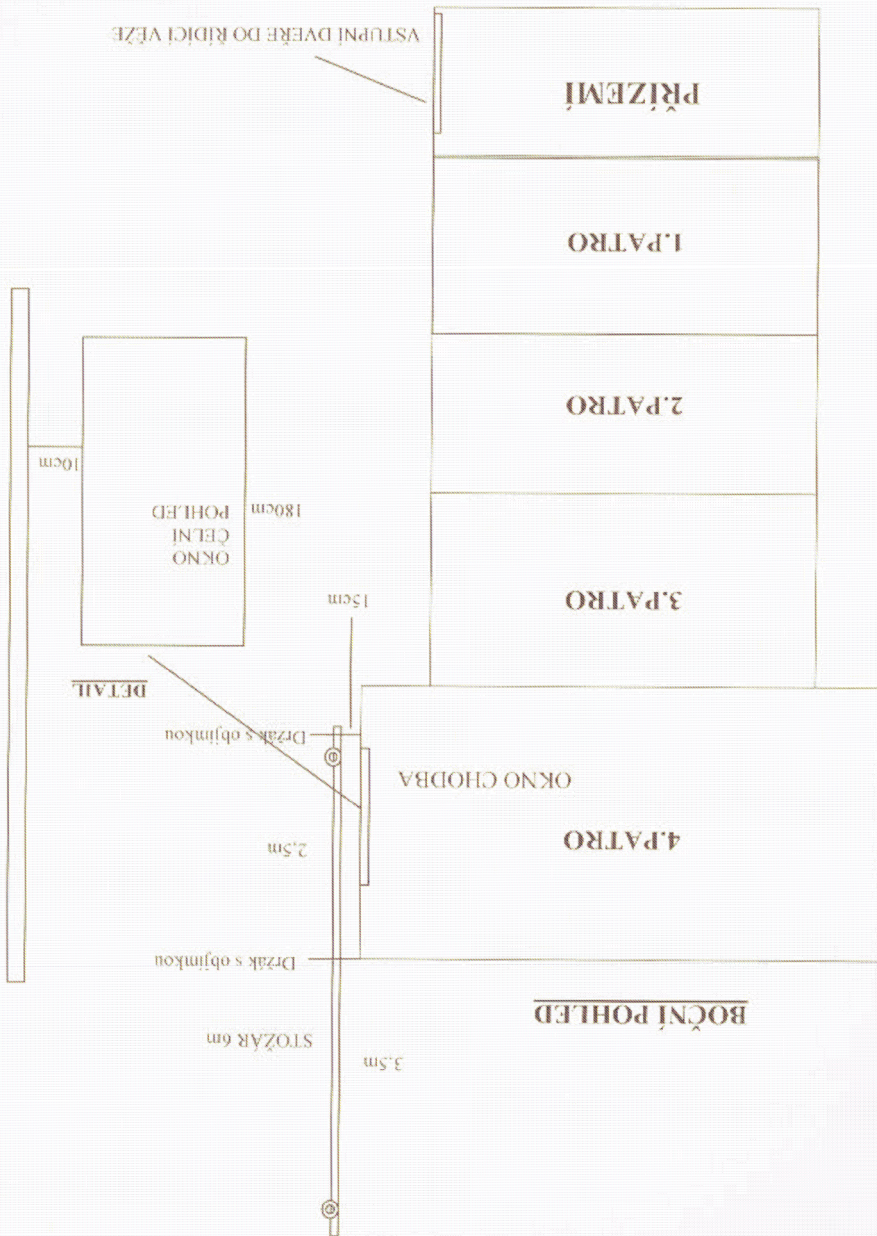 BOČNÍ POHLED
3.5m
STOŽÁR 6m
Držák s objímkou
4.PATRO
2,5m
OKNO CHODBA
Držák s objímkou
DETAIL
15cm
3.PATRO
OKNO
ČELNÍ
POHLED
180cm
10cm
2.PATRO
1.PATRO
PŘÍZEMÍ
VSTUPNÍ DVEŘE DO ŘÍDÍCÍ VĚŽE